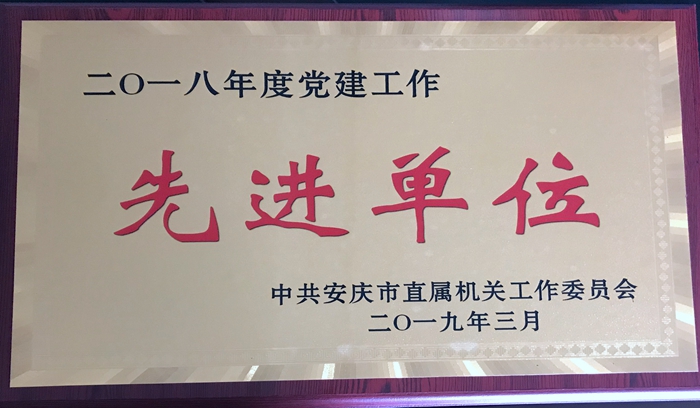 二〇一八年度党建工作
先进单位
中共安庆市直属机关工作委员会
二〇一九年三月